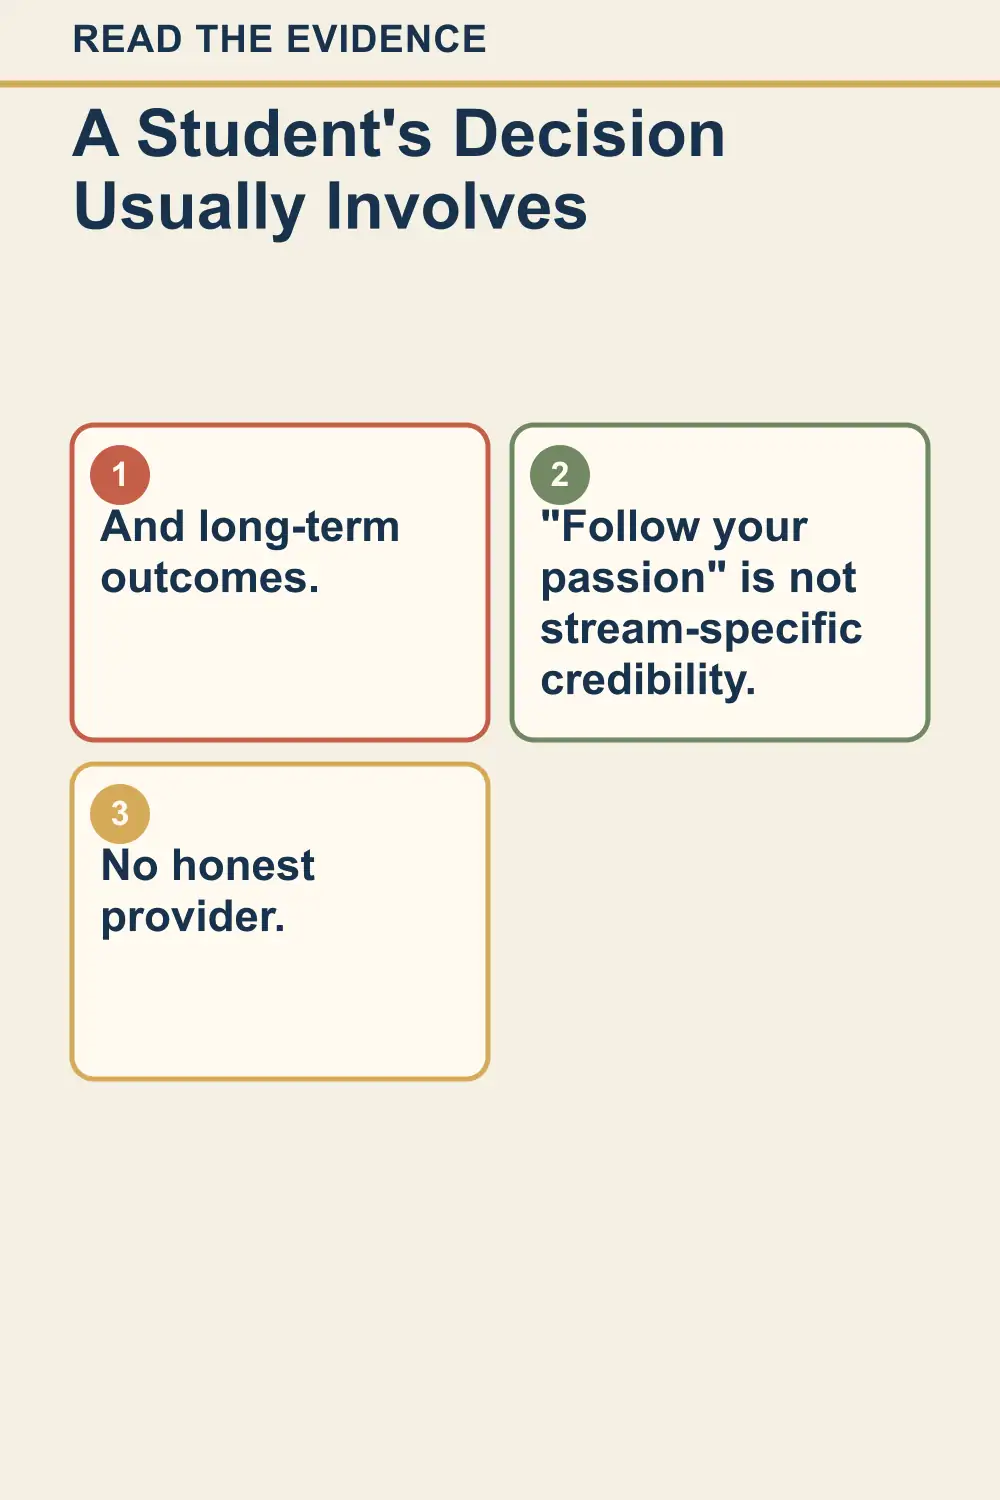 READ THE EVIDENCE
A Student's Decision
Usually Involves
1
And long-term
outcomes.
2
"Follow your
passion" is not
stream-specific
credibility.
3
No honest
provider.